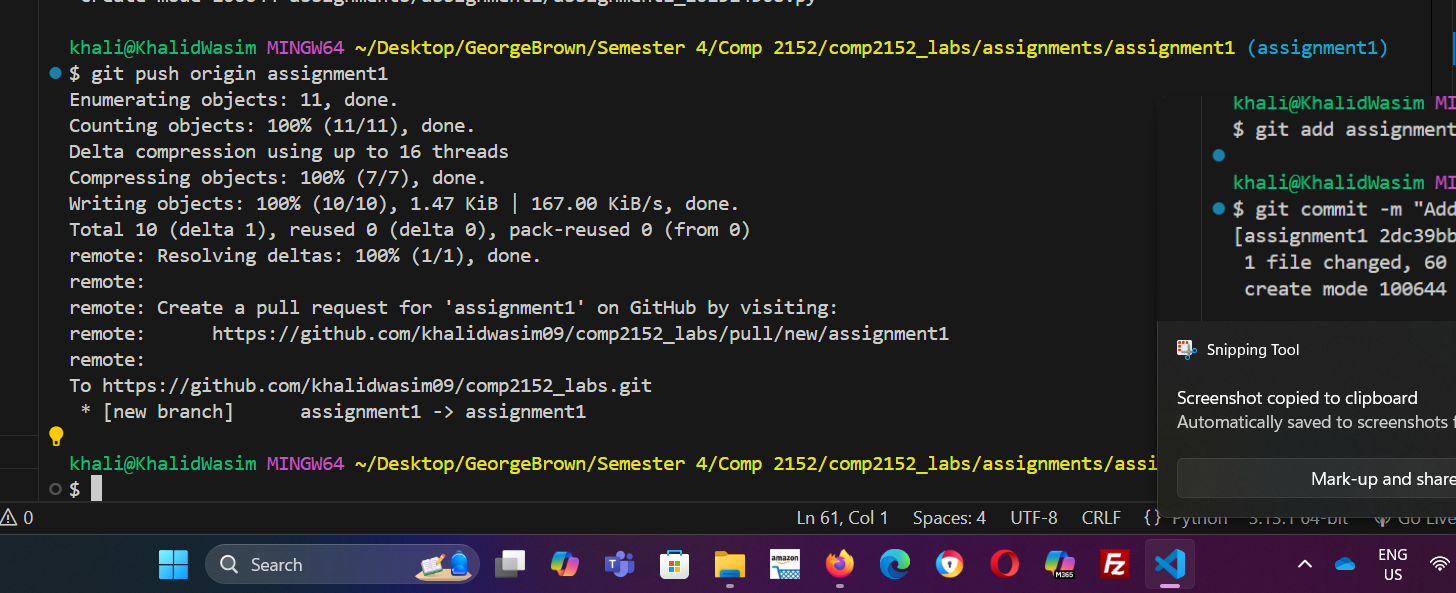 create mode 100644 assignments/assignment1/assignment1_101514988.py
khali@KhalidWasim MINGW64 ~/Desktop/GeorgeBrown/Semester 4/Comp 2152/comp2152_labs/assignments/assignment1 (assignment1)
$ git push origin assignment1
Enumerating objects: 11, done.
Counting objects: 100% (11/11), done.
Delta compression using up to 16 threads
Compressing objects: 100% (7/7), done.
Writing objects: 100% (10/10), 1.47 KiB | 167.00 KiB/s, done.
Total 10 (delta 1), reused 0 (delta 0), pack-reused 0 (from 0)
remote: Resolving deltas: 100% (1/1), done.
remote:
remote: Create a pull request for 'assignment1' on GitHub by visiting:
remote:      https://github.com/khalidwasim09/comp2152_labs/pull/new/assignment1
remote:
To https://github.com/khalidwasim09/comp2152_labs.git
 * [new branch]      assignment1 -> assignment1
khali@KhalidWasim MINGW64 ~/Desktop/GeorgeBrown/Semester 4/Comp 2152/comp2152_labs/assignments/assi
$
khali@KhalidWasim MI
$ git add assignment
khali@KhalidWasim MI
$ git commit -m "Add
[assignment1 2dc39bb
 1 file changed, 60
 create mode 100644
Snipping Tool
Screenshot copied to clipboard
Automatically saved to screenshots f
Mark-up and share
0
Ln 61, Col 1
Spaces: 4
UTF-8
CRLF
{} Python
3.13.1 64-bit
Go Live
Search
amazon
M365
Fz
ENG
US